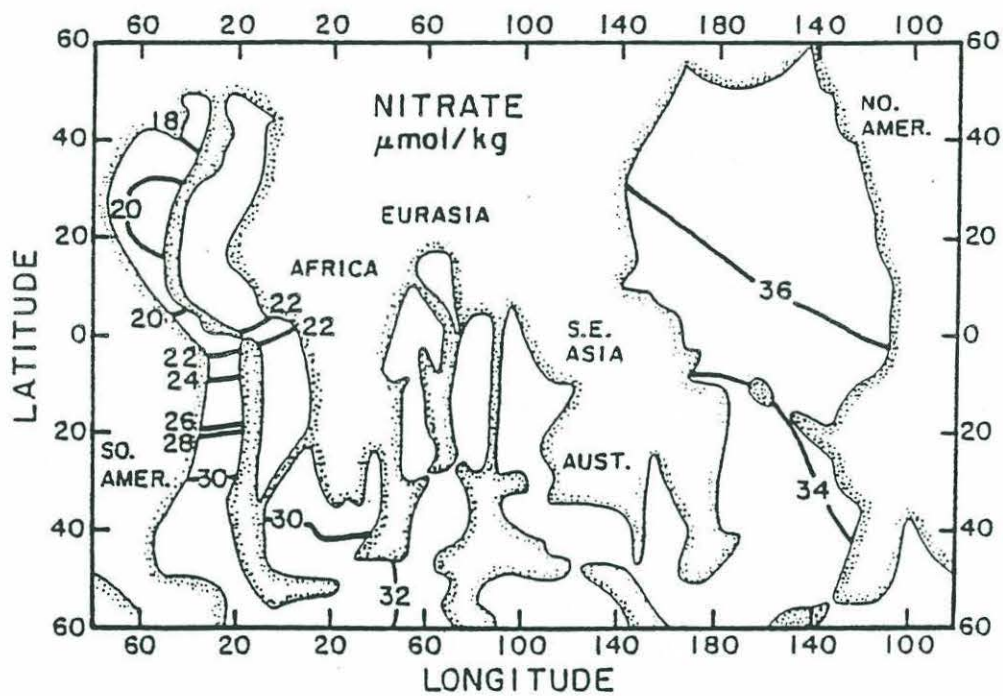 60 20 20 60 100 140 180 140 100
60 60
NITRATE
μmol/kg
NO.
AMER.
18
40 40
EURASIA
20
20 20
AFRICA
36
22
20 22
0 0
S.E.
ASIA
22
24
LATITUDE
26
20 20
28
SO.
AMER.
30
AUST.
34
30
40 40
32
60 60
60 20 20 60 100 140 180 140 100
LONGITUDE